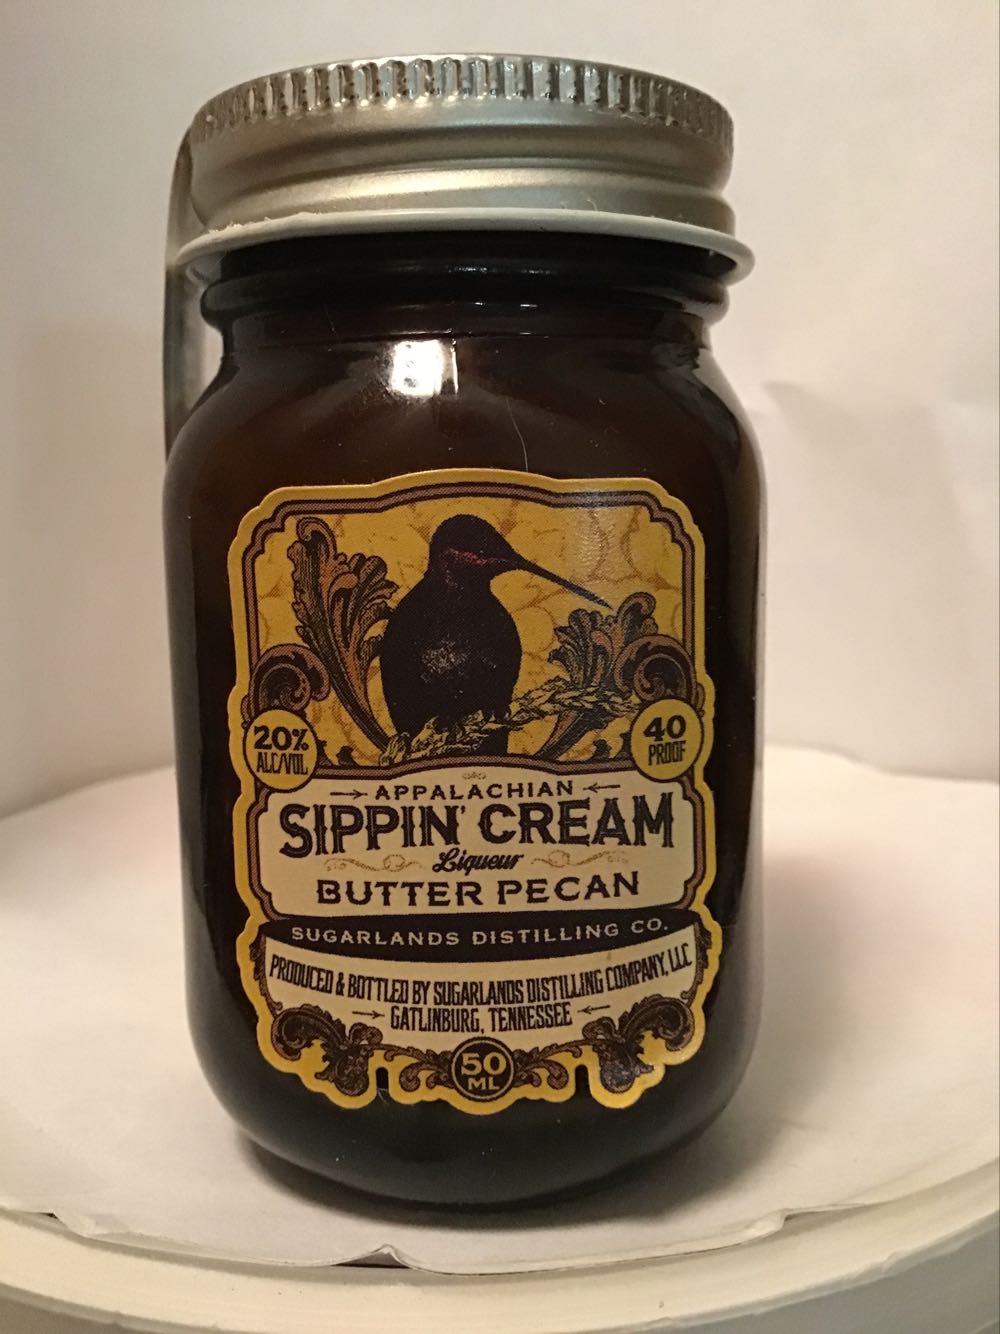 20%
ALC/VOL
40
PROOF
APPALACHIAN
SIPPIN' CREAM
Liqueur
BUTTER PECAN
SUGARLANDS DISTILLING CO.
PRODUCED & BOTTLED BY SUGARLANDS DISTILLING COMPANY, LLC
GATLINBURG, TENNESSEE
50
ML